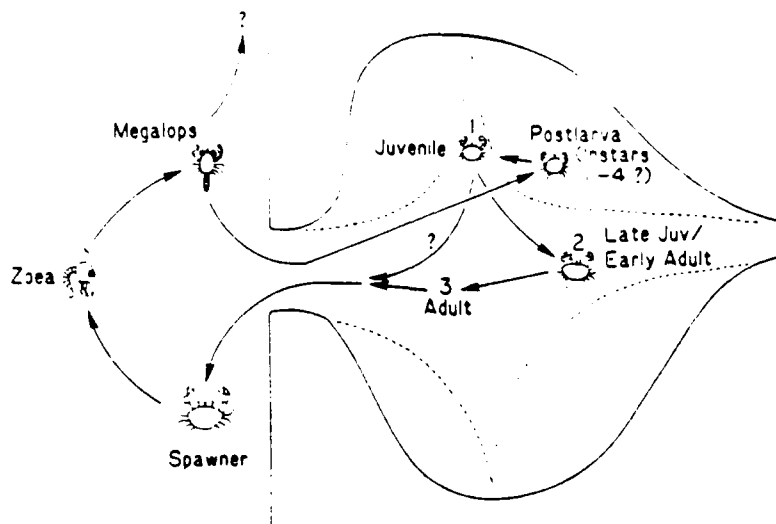 ?
Megalops
1
Juvenile
Postlarva
(Instars
-4 ?)
?
2
Late Juv/
Early Adult
3
Adult
Zoea
Spawner